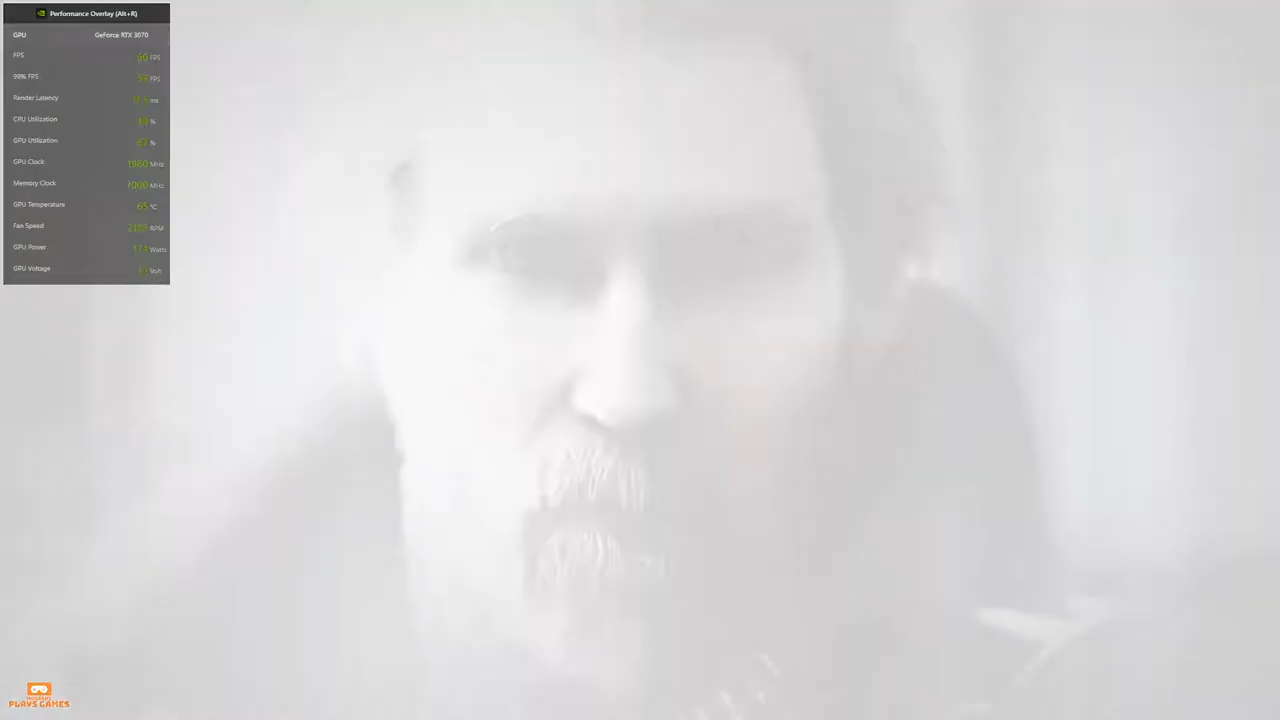 Performance Overlay (Alt+R)
GPU GeForce RTX 3070
FPS 60 FPS
99% FPS 59 FPS
Render Latency ms
CPU Utilization %
GPU Utilization %
GPU Clock 1980 MHz
Memory Clock 7000 MHz
GPU Temperature 65 °C
Fan Speed RPM
GPU Power Watts
GPU Voltage Volt
PLAYS GAMES